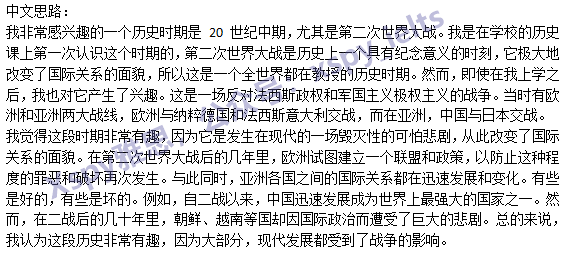 中文思路:
我非常感兴趣的一个历史时期是 20 世纪中期，尤其是第二次世界大战。我是在学校的历史
课上第一次认识这个时期的，第二次世界大战是历史上一个具有纪念意义的时刻，它极大地
改变了国际关系的面貌，所以这是一个全世界都在教授的历史时期。然而，即使在我上学之
后，我也对它产生了兴趣。这是一场反对法西斯政权和军国主义极权主义的战争。当时有欧
洲和亚洲两大战线，欧洲与纳粹德国和法西斯意大利交战，而在亚洲，中国与日本交战。
我觉得这段时期非常有趣，因为它是发生在现代的一场毁灭性的可怕悲剧，从此改变了国际
关系的面貌。在第二次世界大战后的几年里，欧洲试图建立一个联盟和政策，以防止这种程
度的罪恶和破坏再次发生。与此同时，亚洲各国之间的国际关系都在迅速发展和变化。有些
是好的，有些是坏的。例如，自二战以来，中国迅速发展成为世界上最强大的国家之一。然
而，在二战后的几十年里，朝鲜、越南等国却因国际政治而遭受了巨大的悲剧。总的来说，
我认为这段历史非常有趣，因为大部分，现代发展都受到了战争的影响。